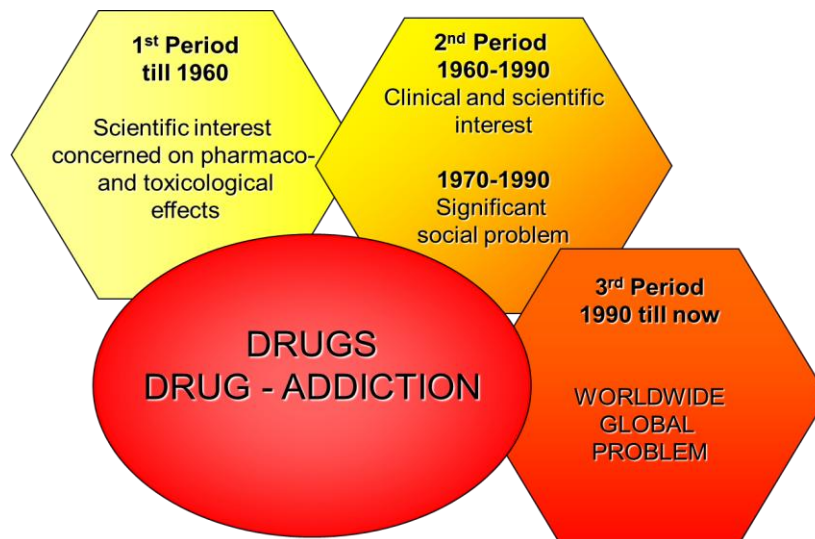 1st Period
till 1960
Scientific interest
concerned on pharmaco-
and toxicological
effects
2nd Period
1960-1990
Clinical and scientific
interest
1970-1990
Significant
social problem
3rd Period
1990 till now
WORLDWIDE
GLOBAL
PROBLEM
DRUGS
DRUG - ADDICTION